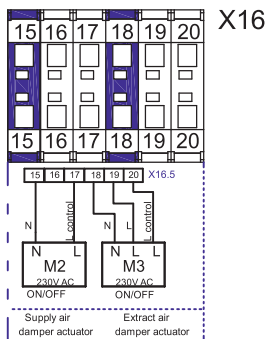 X16
15 16 17 18 19 20
15 16 17 18 19 20
15 16 17 18 19 20 X16.5
N L control N L L control
N L N L L
M2 M3
230V AC 230V AC
ON/OFF ON/OFF
Supply air Extract air
damper actuator damper actuator